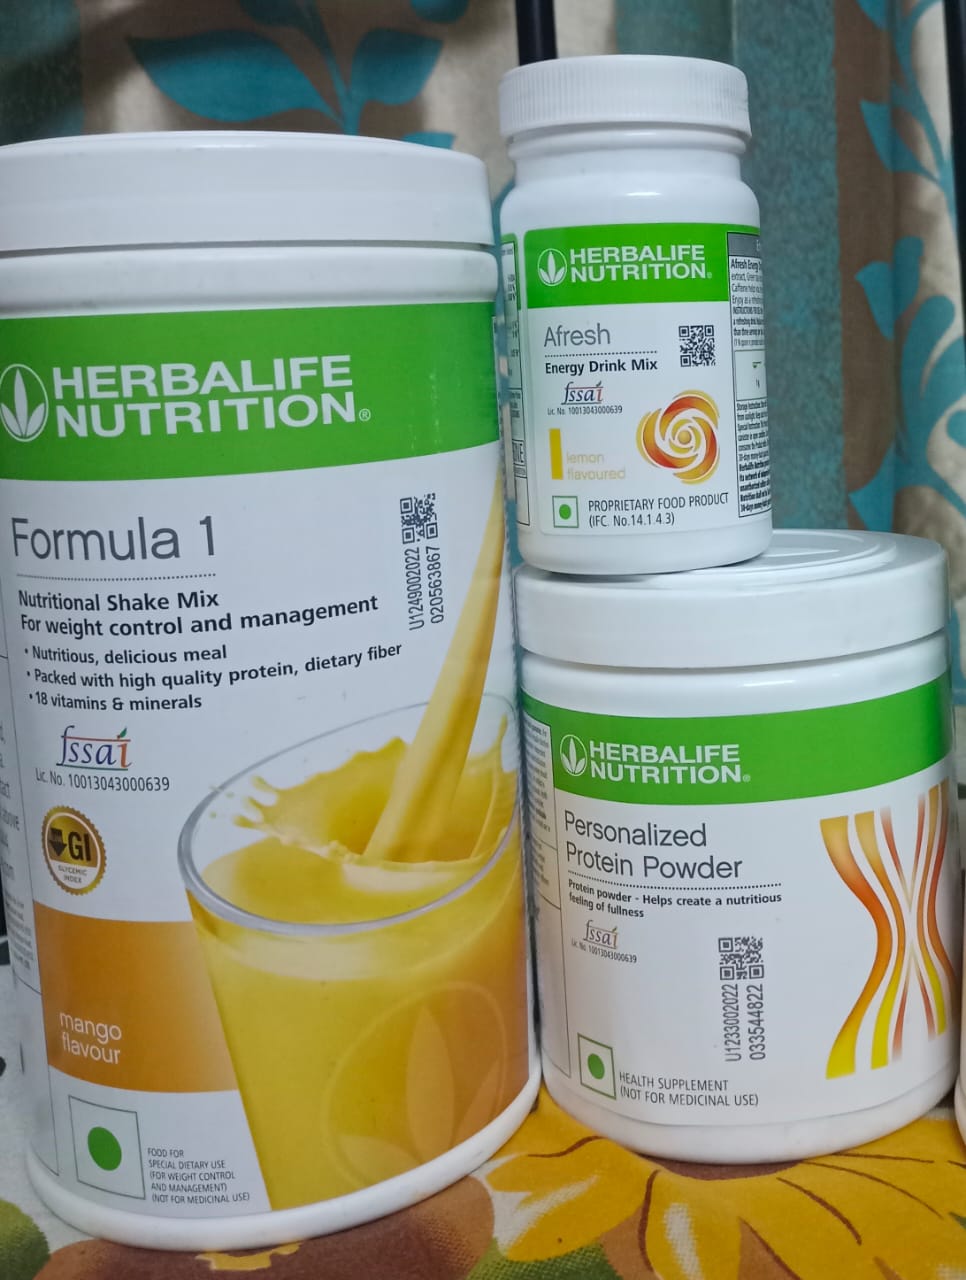 HERBALIFE
NUTRITION®
Formula 1
Nutritional Shake Mix
For weight control and management
• Nutritious, delicious meal
• Packed with high quality protein, dietary fiber
• 18 vitamins & minerals
fssai
Lic. No. 10013043000639
GI
GLYCEMIC
INDEX
U1249002022
020563867
mango
flavour
FOOD FOR
SPECIAL DIETARY USE
(FOR WEIGHT CONTROL
AND MANAGEMENT)
(NOT FOR MEDICINAL USE)
HERBALIFE
NUTRITION®
Afresh
Energy Drink Mix
fssai
Lic. No. 10013043000639
lemon
flavoured
PROPRIETARY FOOD PRODUCT
(IFC. No.14.1.4.3)
Afresh Energy
HERBALIFE
NUTRITION®
Personalized
Protein Powder
Protein powder - Helps create a nutritious
feeling of fullness
fssai
Lic. No. 10013043000639
U1233002022
033544822
HEALTH SUPPLEMENT
(NOT FOR MEDICINAL USE)